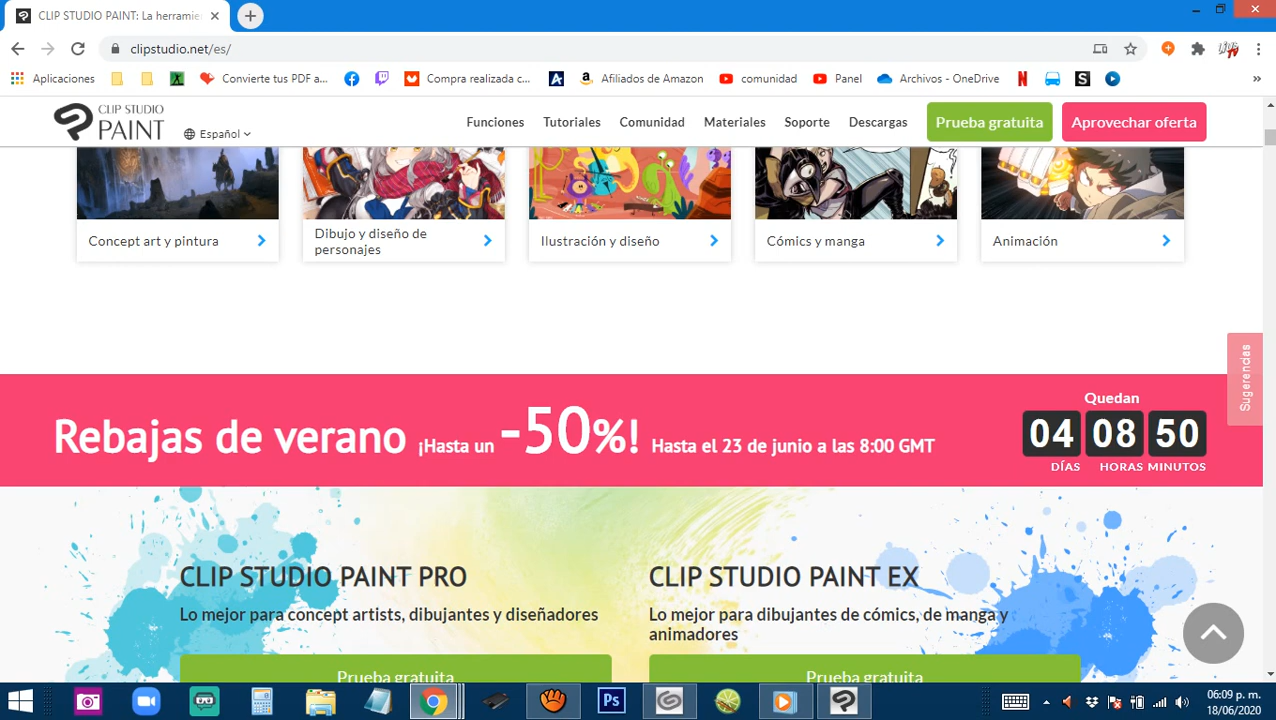 CLIP STUDIO PAINT: La herramie
clipstudio.net/es/
Aplicaciones
Convierte tus PDF a...
Compra realizada c...
Afiliados de Amazon
comunidad
Panel
Archivos - OneDrive
»
CLIP STUDIO
PAINT
Español
Funciones
Tutoriales
Comunidad
Materiales
Soporte
Descargas
Prueba gratuita
Aprovechar oferta
Concept art y pintura
Dibujo y diseño de
personajes
Ilustración y diseño
Cómics y manga
Animación
Sugerencias
Rebajas de verano ¡Hasta un -50%! Hasta el 23 de junio a las 8:00 GMT
Quedan
04 08 50
DÍAS HORAS MINUTOS
CLIP STUDIO PAINT PRO
Lo mejor para concept artists, dibujantes y diseñadores
Prueba gratuita
CLIP STUDIO PAINT EX
Lo mejor para dibujantes de cómics, de manga y
animadores
Prueba gratuita
Ps
06:09 p. m.
18/06/2020